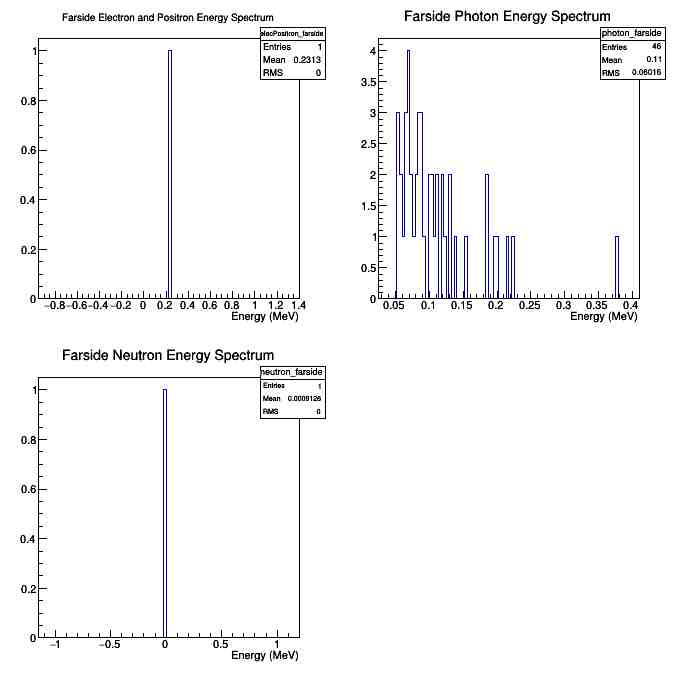 Farside Electron and Positron Energy Spectrum
elecPositron_farside
Entries 1
Mean 0.2313
RMS 0
1
0.8
0.6
0.4
0.2
0
−0.8 −0.6 −0.4 −0.2 0 0.2 0.4 0.6 0.8 1 1.2 1.4
Energy (MeV)
Farside Photon Energy Spectrum
photon_farside
Entries 46
Mean 0.11
RMS 0.06016
4
3.5
3
2.5
2
1.5
1
0.5
0
0.05 0.1 0.15 0.2 0.25 0.3 0.35 0.4
Energy (MeV)
Farside Neutron Energy Spectrum
neutron_farside
Entries 1
Mean 0.0009126
RMS 0
1
0.8
0.6
0.4
0.2
0
−1 −0.5 0 0.5 1
Energy (MeV)